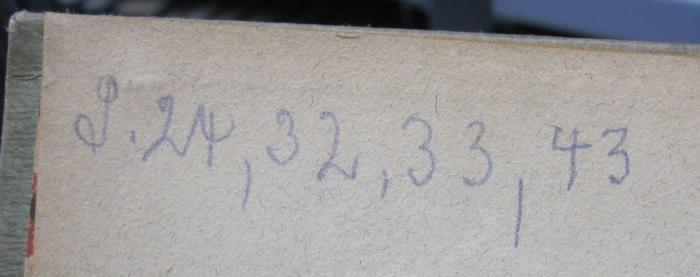 S. 24, 32, 33, 43